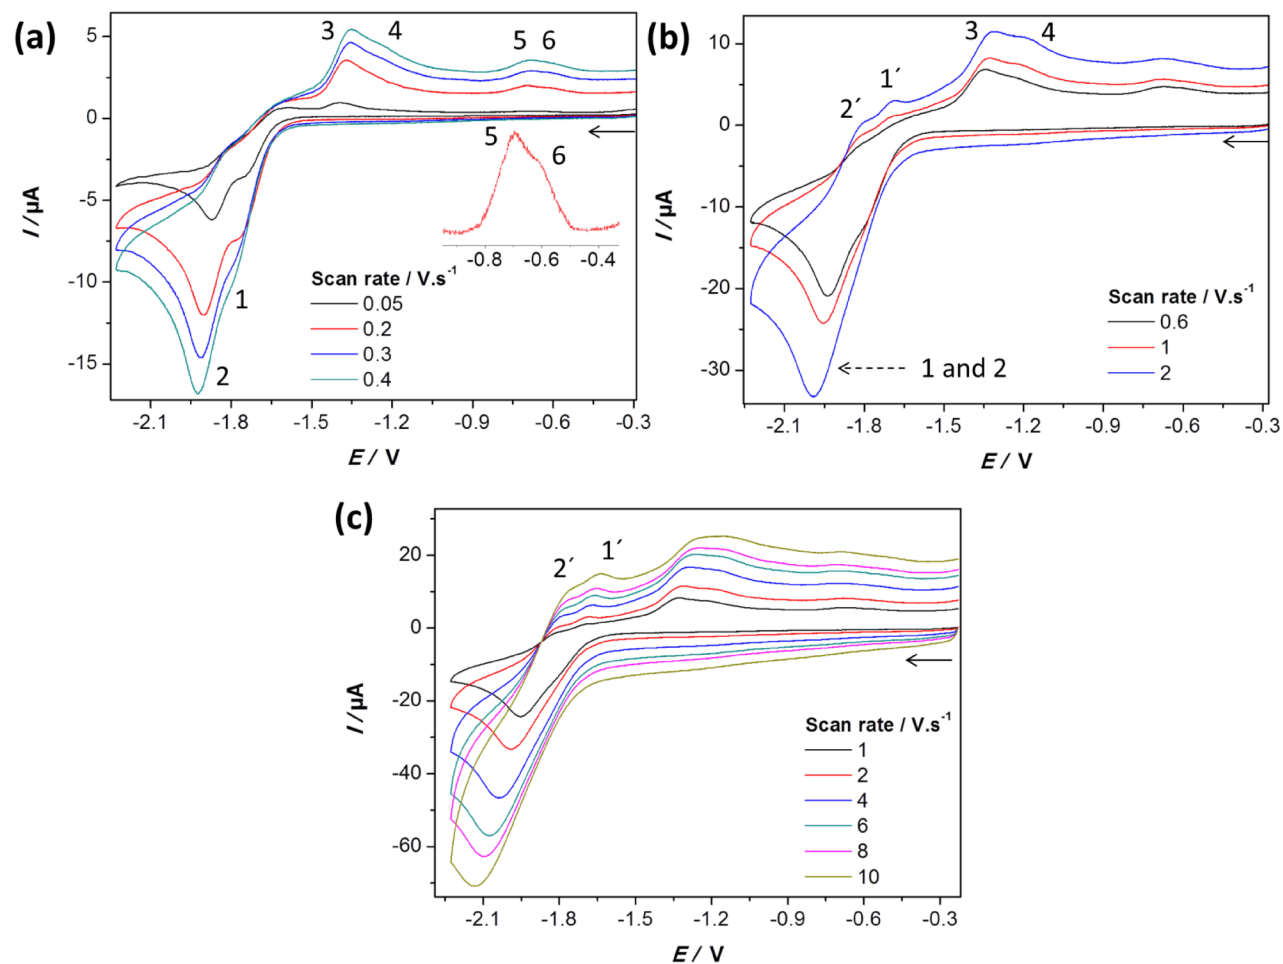 (a)
5
0
-5
-10
-15
I / µA
3 4
5 6
5
6
-0.8 -0.6 -0.4
1
2
Scan rate / V.s-1
0.05
0.2
0.3
0.4
-2.1 -1.8 -1.5 -1.2 -0.9 -0.6 -0.3
E / V
(b)
10
0
-10
-20
-30
I / µA
3 4
1´
2´
1 and 2
Scan rate / V.s-1
0.6
1
2
-2.1 -1.8 -1.5 -1.2 -0.9 -0.6 -0.3
E / V
(c)
20
0
-20
-40
-60
I / µA
2´ 1´
Scan rate / V.s-1
1
2
4
6
8
10
-2.1 -1.8 -1.5 -1.2 -0.9 -0.6 -0.3
E / V